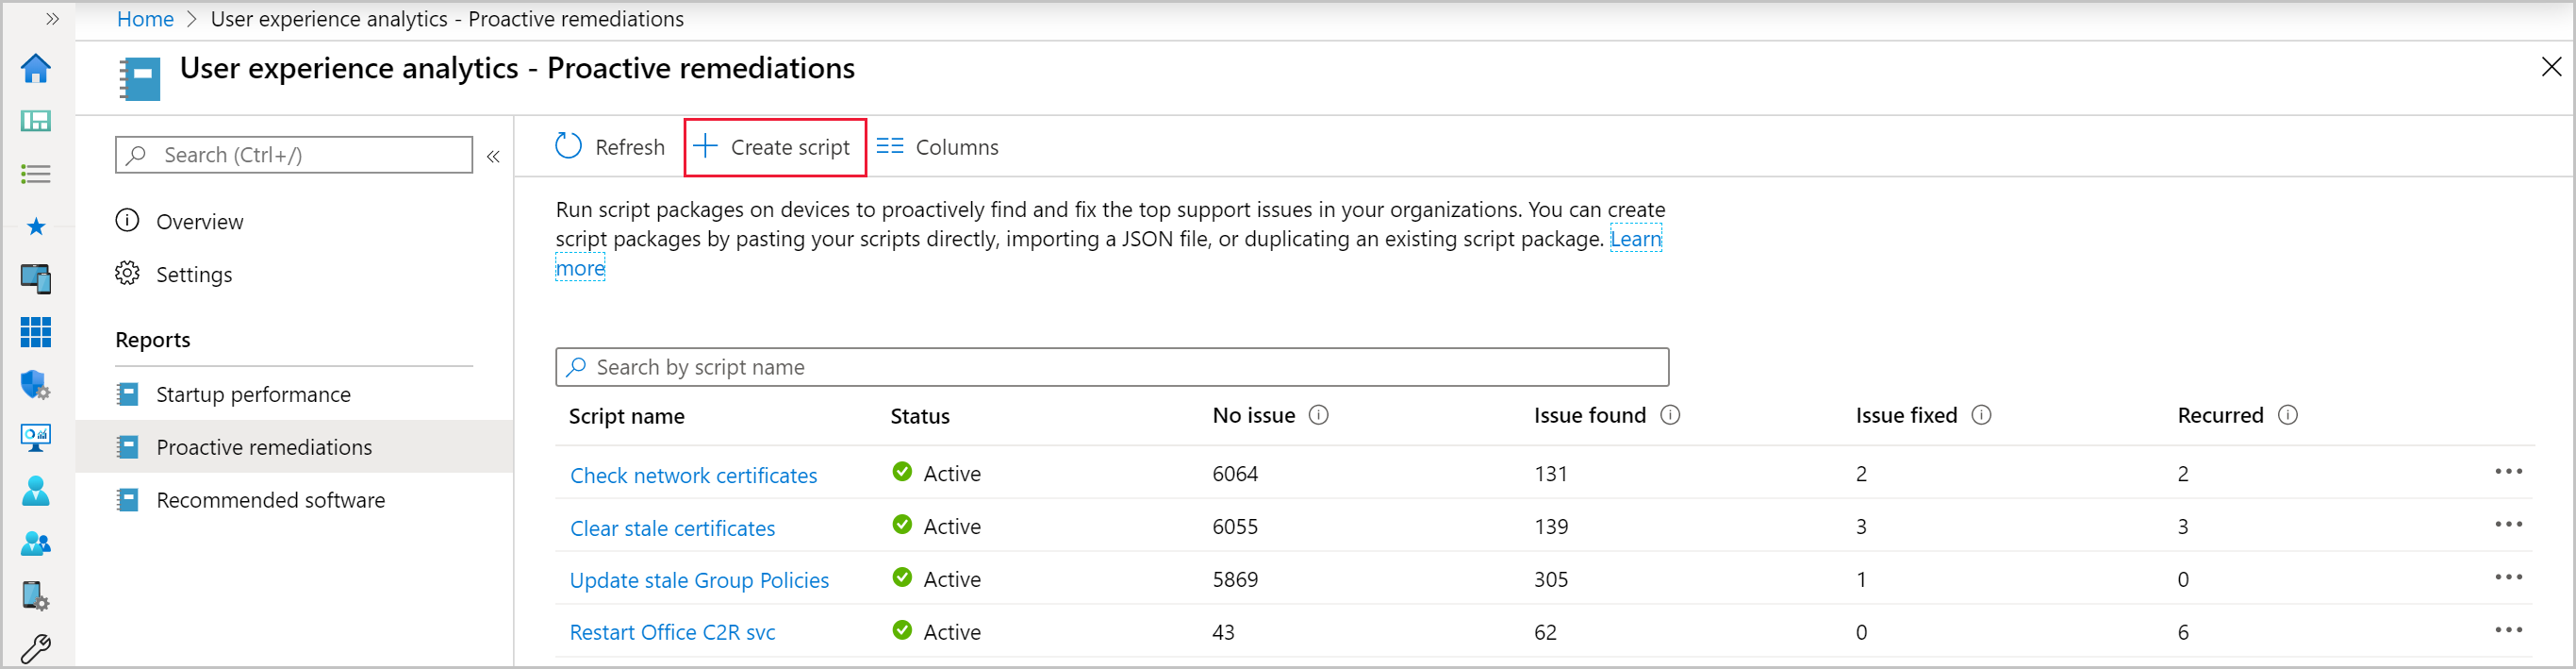 Home > User experience analytics - Proactive remediations
User experience analytics - Proactive remediations
Search (Ctrl+/)
Overview
Settings
Reports
Startup performance
Proactive remediations
Recommended software
Refresh Create script Columns
Run script packages on devices to proactively find and fix the top support issues in your organizations. You can create
script packages by pasting your scripts directly, importing a JSON file, or duplicating an existing script package. Learn
more
Search by script name
Script name Status No issue Issue found Issue fixed Recurred
Check network certificates Active 6064 131 2 2
Clear stale certificates Active 6055 139 3 3
Update stale Group Policies Active 5869 305 1 0
Restart Office C2R svc Active 43 62 0 6